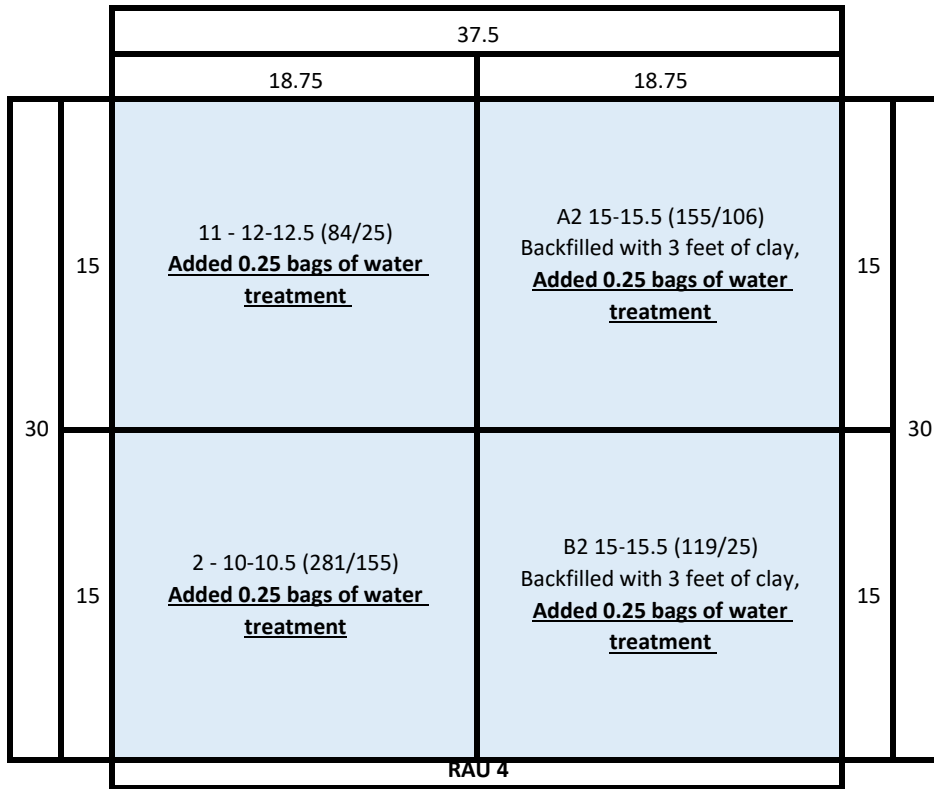 37.5
18.75 18.75
15
11 - 12-12.5 (84/25)
Added 0.25 bags of water
treatment
A2 15-15.5 (155/106)
Backfilled with 3 feet of clay,
Added 0.25 bags of water
treatment
15
30
30
15
2 - 10-10.5 (281/155)
Added 0.25 bags of water
treatment
B2 15-15.5 (119/25)
Backfilled with 3 feet of clay,
Added 0.25 bags of water
treatment
15
RAU 4